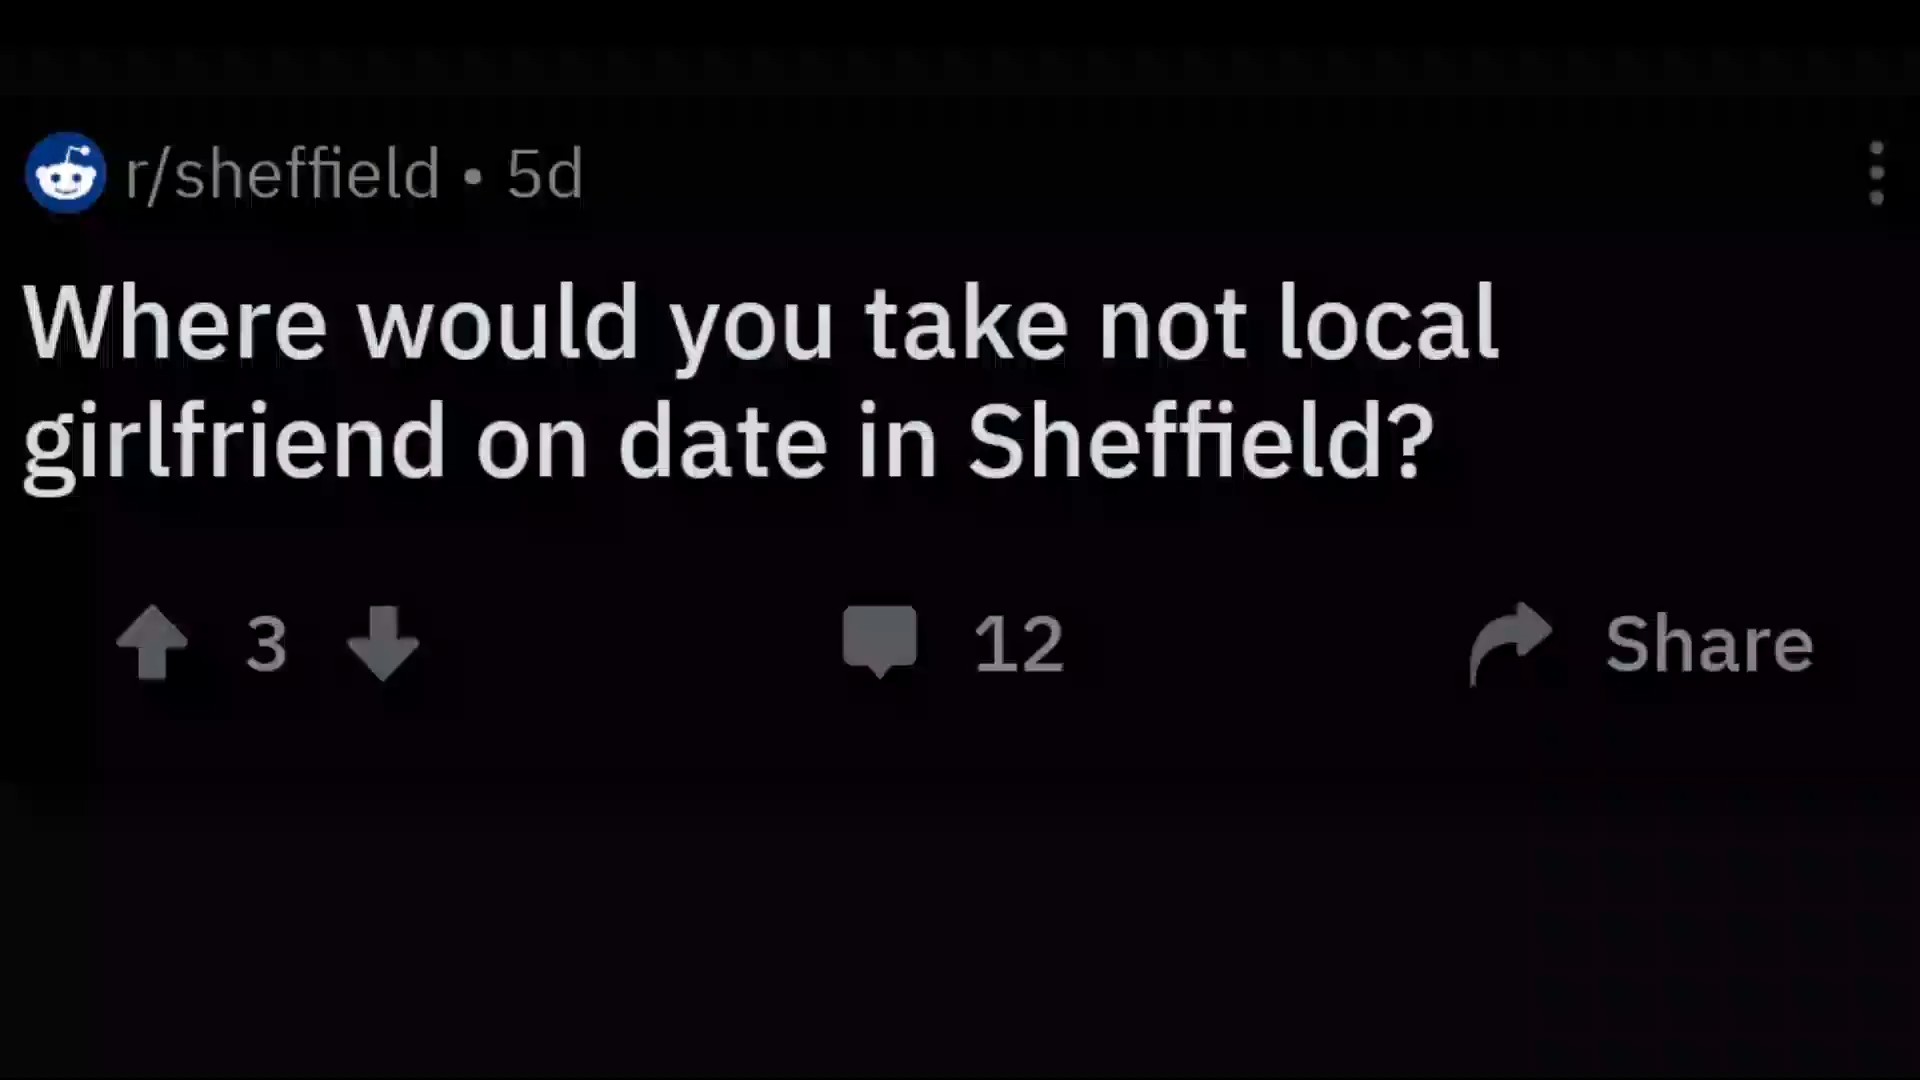 r/sheffield • 5d
Where would you take not local
girlfriend on date in Sheffield?
3 12 Share